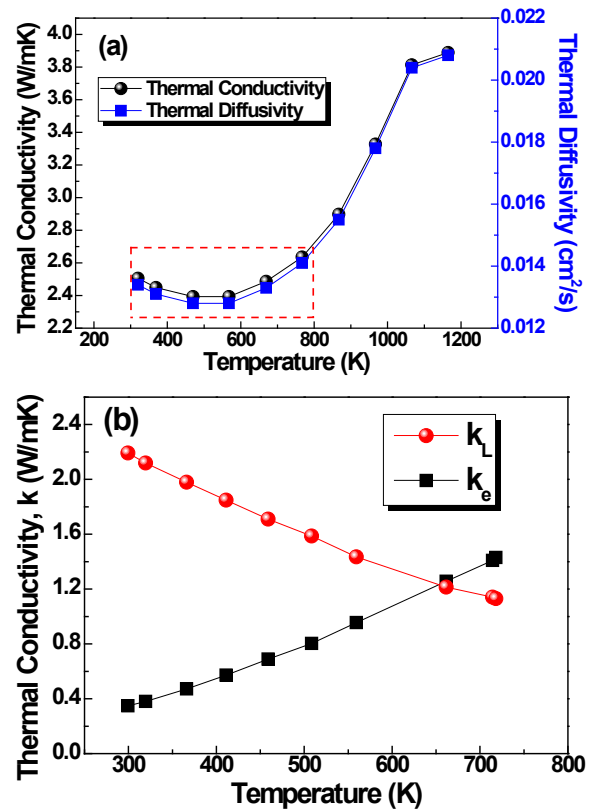 (a)
Thermal Conductivity
Thermal Diffusivity
Thermal Conductivity (W/mK)
4.0
3.8
3.6
3.4
3.2
3.0
2.8
2.6
2.4
2.2
Thermal Diffusivity (cm²/s)
0.022
0.020
0.018
0.016
0.014
0.012
200 400 600 800 1000 1200
Temperature (K)
(b)
k_L
k_e
Thermal Conductivity, k (W/mK)
2.4
2.0
1.6
1.2
0.8
0.4
0.0
300 400 500 600 700 800
Temperature (K)